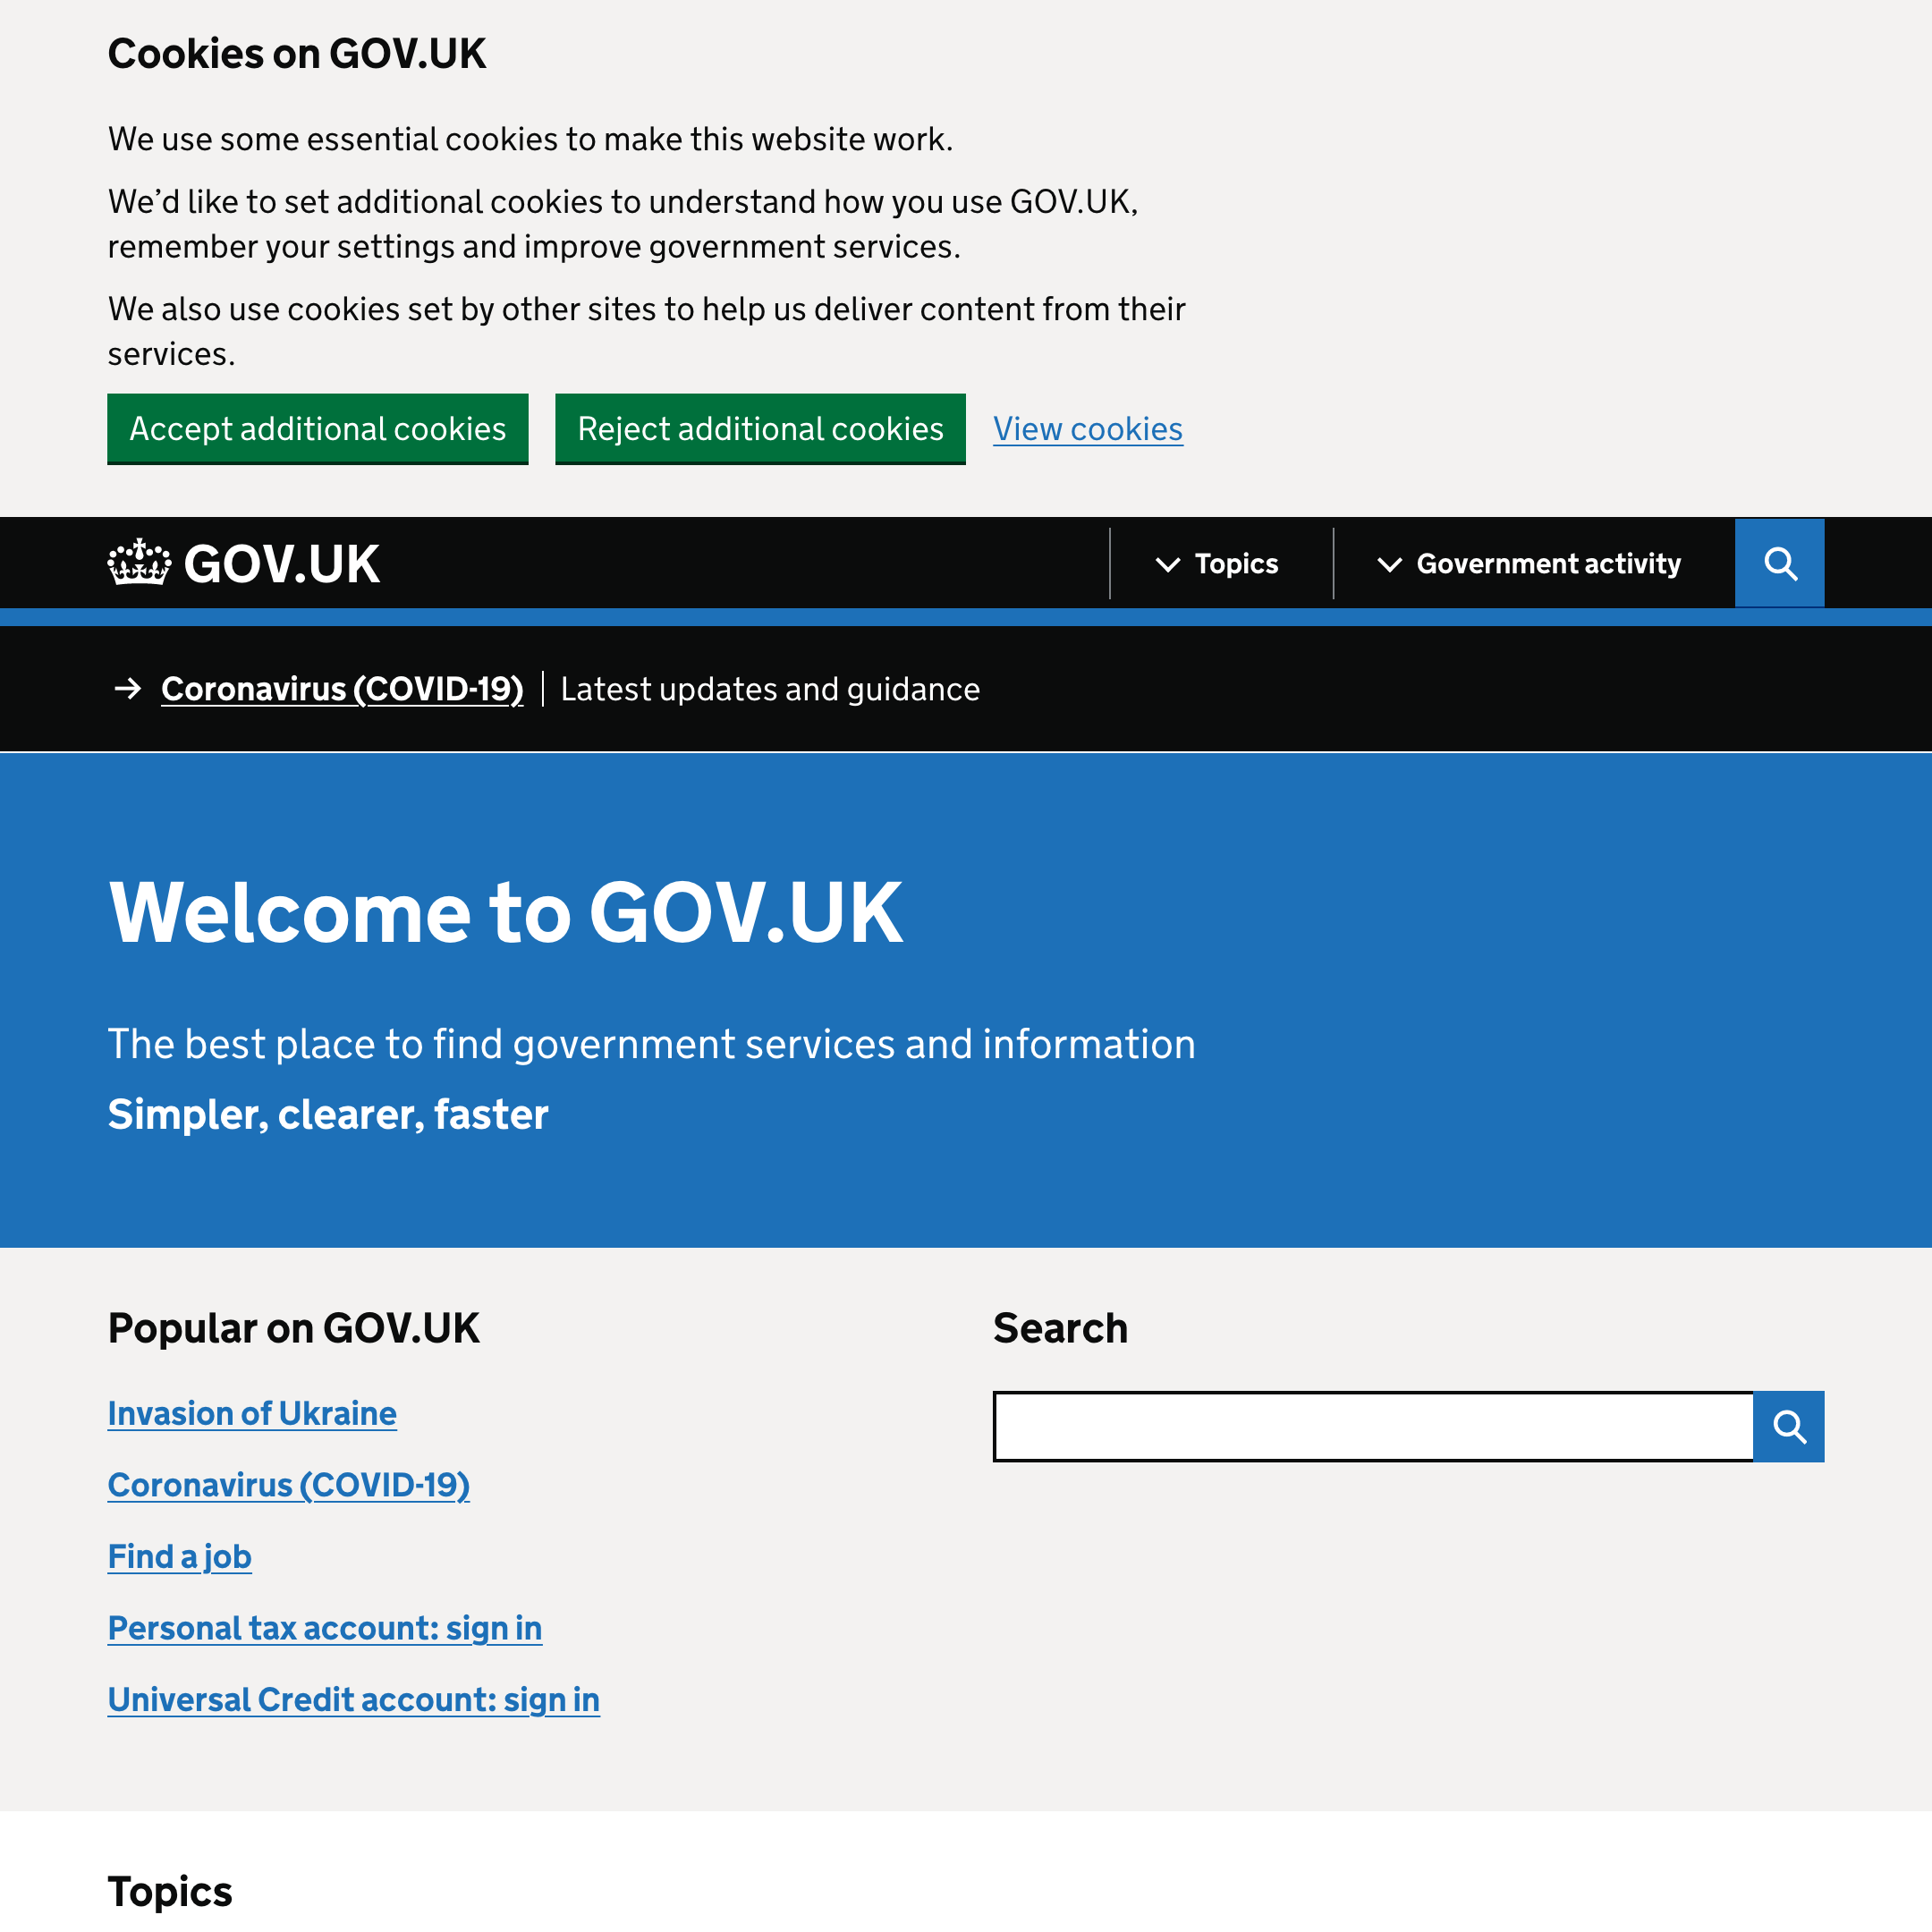 Cookies on GOV.UK
We use some essential cookies to make this website work.
We’d like to set additional cookies to understand how you use GOV.UK,
remember your settings and improve government services.
We also use cookies set by other sites to help us deliver content from their
services.
Accept additional cookies
Reject additional cookies
View cookies
GOV.UK
Topics
Government activity
Coronavirus (COVID-19)
Latest updates and guidance
Welcome to GOV.UK
The best place to find government services and information
Simpler, clearer, faster
Popular on GOV.UK
Invasion of Ukraine
Coronavirus (COVID-19)
Find a job
Personal tax account: sign in
Universal Credit account: sign in
Search
Topics